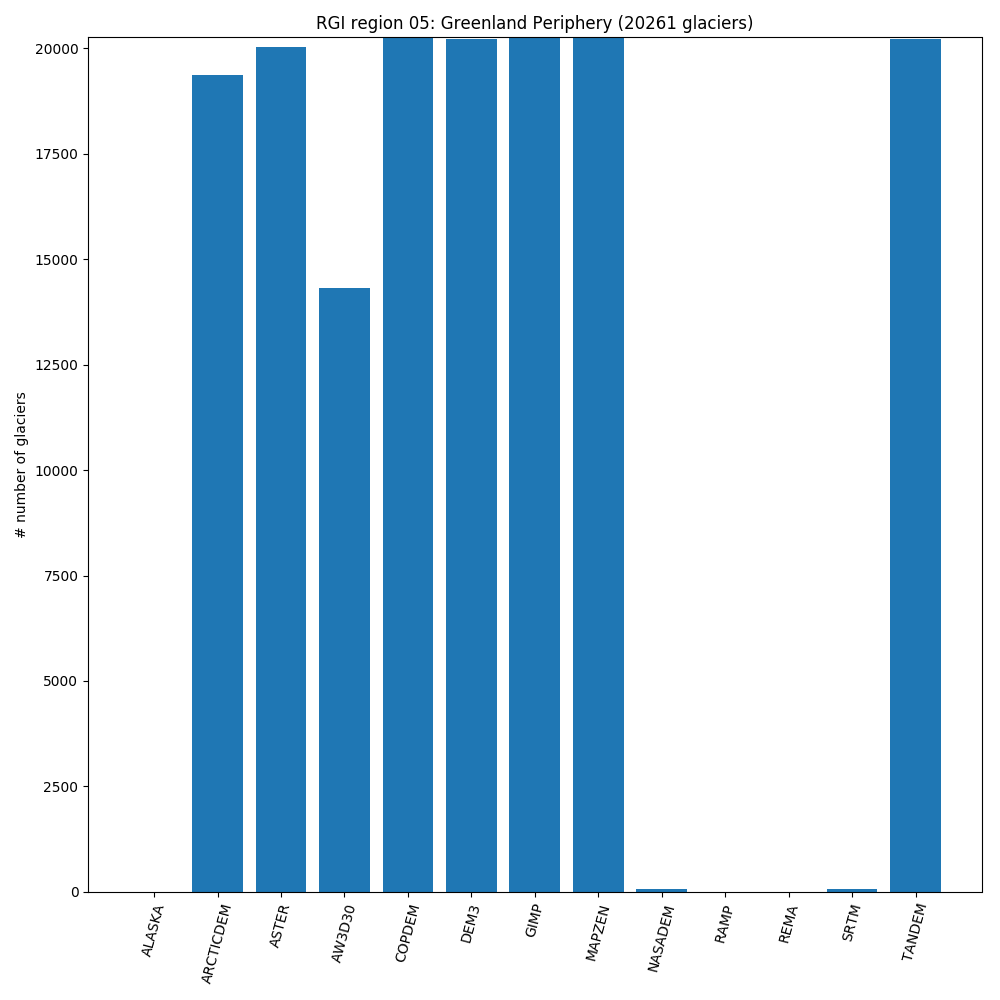 RGI region 05: Greenland Periphery (20261 glaciers)
# number of glaciers
20000
17500
15000
12500
10000
7500
5000
2500
0
ALASKA
ARCTICDEM
ASTER
AW3D30
COPDEM
DEM3
GIMP
MAPZEN
NASADEM
RAMP
REMA
SRTM
TANDEM